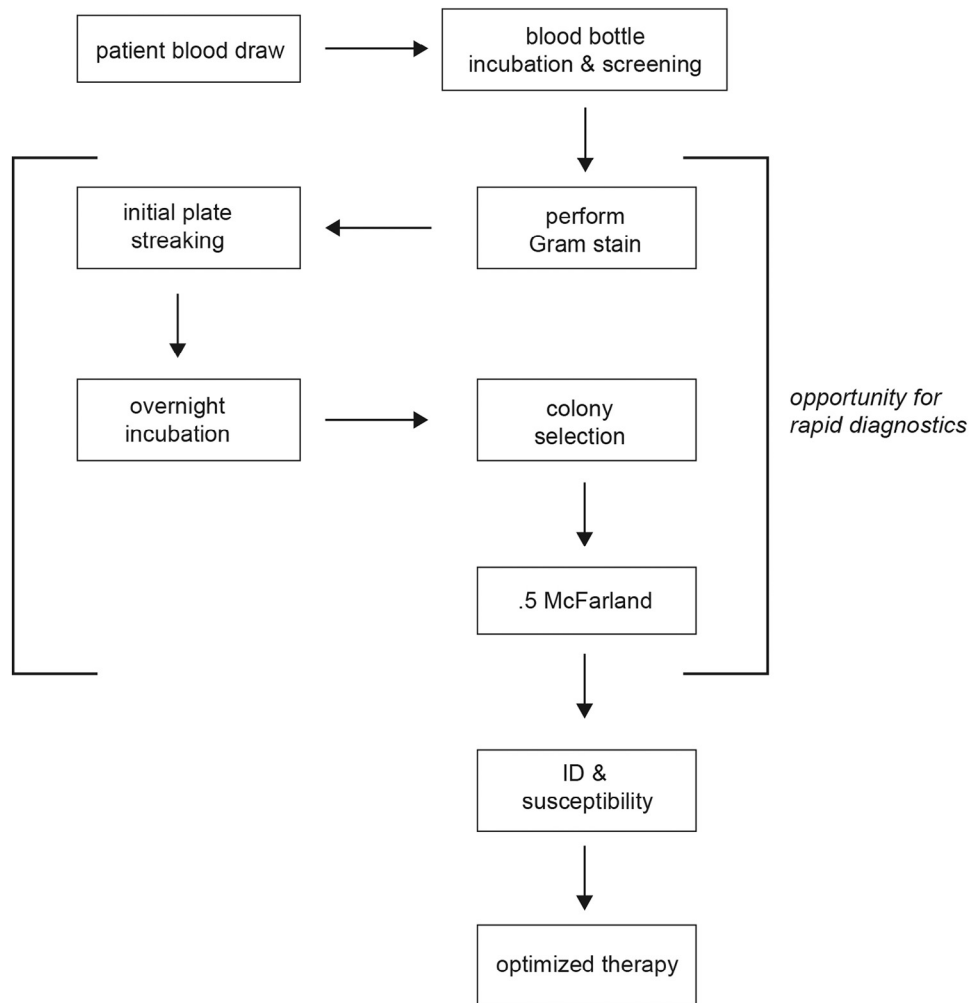 patient blood draw
blood bottle
incubation & screening
perform
Gram stain
initial plate
streaking
overnight
incubation
colony
selection
opportunity for
rapid diagnostics
.5 McFarland
ID &
susceptibility
optimized therapy